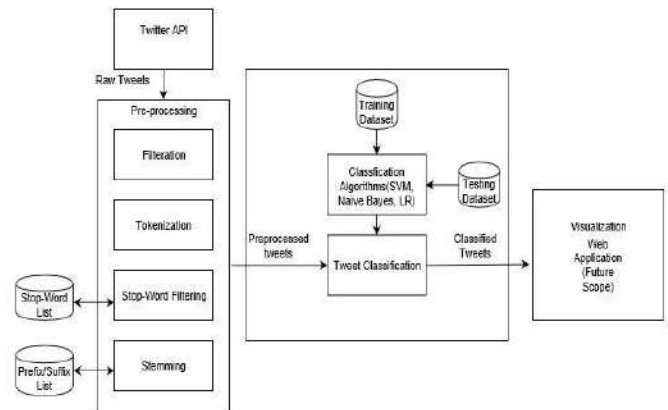 Twitter API
Raw Tweets
Pre-processing
Filteration
Tokenization
Stop-Word Filtering
Stemming
Stop-Word
List
Prefix/Suffix
List
Preprocessed
tweets
Training
Dataset
Classfication
Algorithms(SVM,
Naive Bayes, LR)
Testing
Dataset
Tweet Classification
Classified
Tweets
Visualization
Web
Application
(Future
Scope)